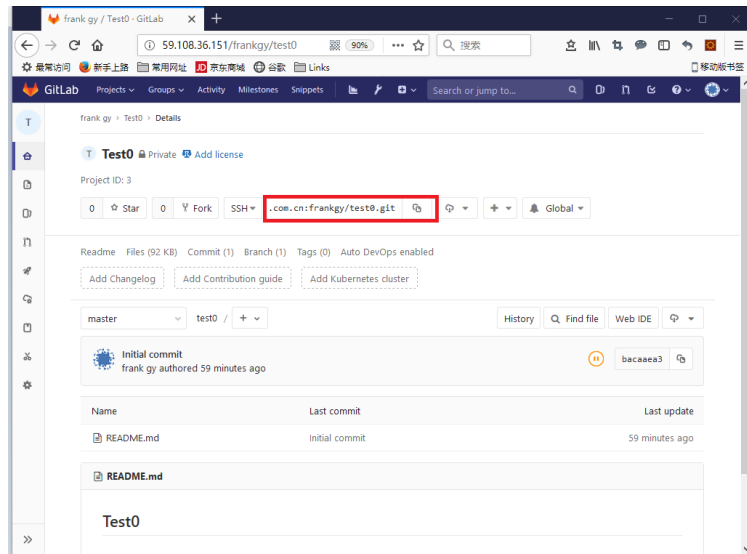 frank gy / Test0 · GitLab
59.108.36.151/frankgy/test0 90% 搜索
最常访问 新手上路 常用网址 JD 京东商城 谷歌 Links 移动版书签
GitLab Projects Groups Activity Milestones Snippets Search or jump to...
T frank gy > Test0 > Details
T Test0 Private Add license
Project ID: 3
0 Star 0 Fork SSH .com.cn:frankgy/test0.git Global
Readme Files (92 KB) Commit (1) Branch (1) Tags (0) Auto DevOps enabled
Add Changelog Add Contribution guide Add Kubernetes cluster
master test0 / + History Find file Web IDE
Initial commit
frank gy authored 59 minutes ago bacaaea3
Name Last commit Last update
README.md Initial commit 59 minutes ago
README.md
Test0